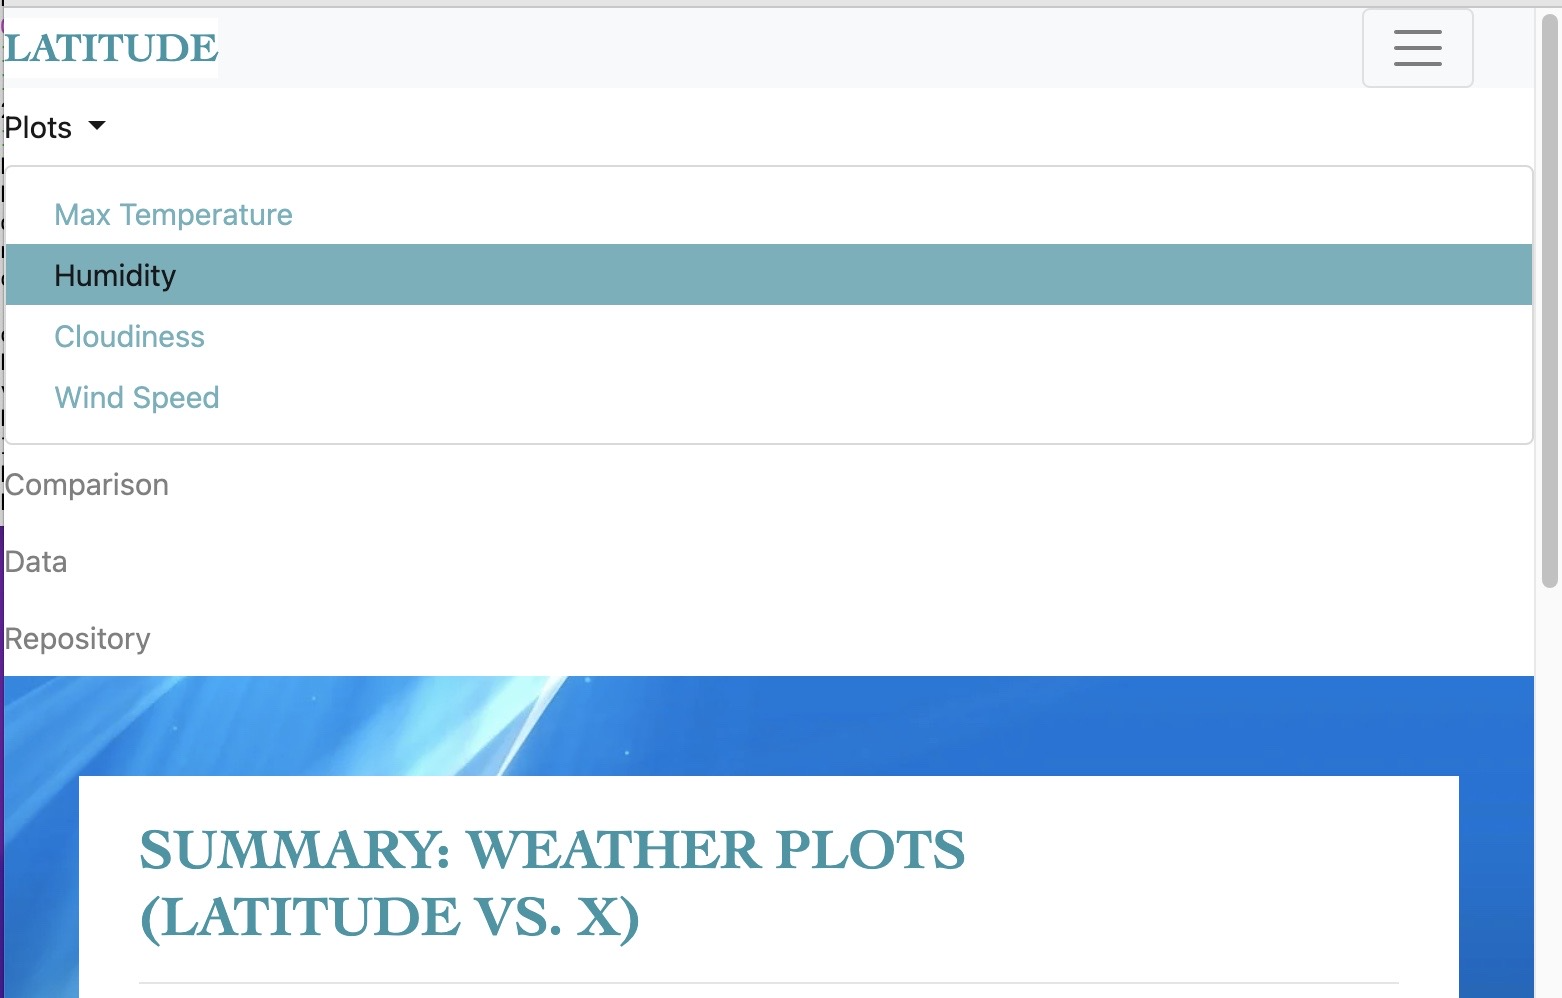 LATITUDE
Plots
Max Temperature
Humidity
Cloudiness
Wind Speed
Comparison
Data
Repository
SUMMARY: WEATHER PLOTS
(LATITUDE VS. X)